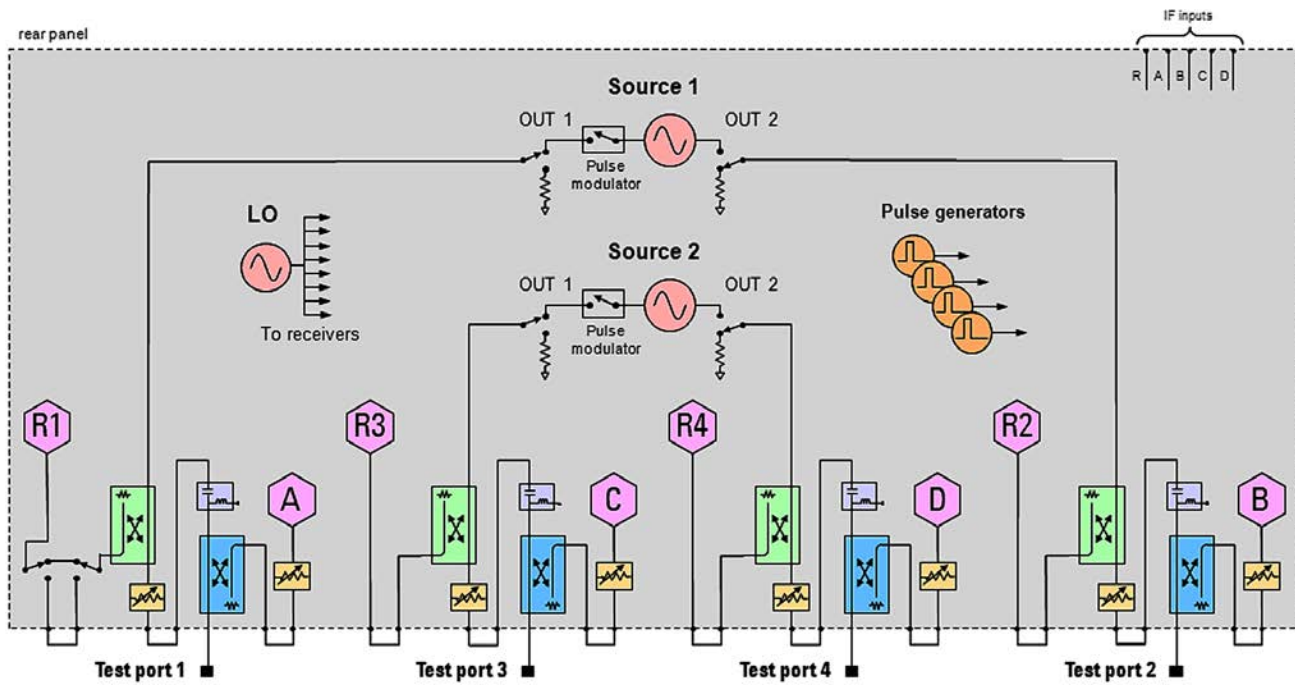 IF inputs
rear panel
R A B C D
Source 1
OUT 1 OUT 2
Pulse
modulator
LO
Pulse generators
Source 2
OUT 1 OUT 2
To receivers
Pulse
modulator
R1 R3 R4 R2
A C D B
Test port 1 Test port 3 Test port 4 Test port 2